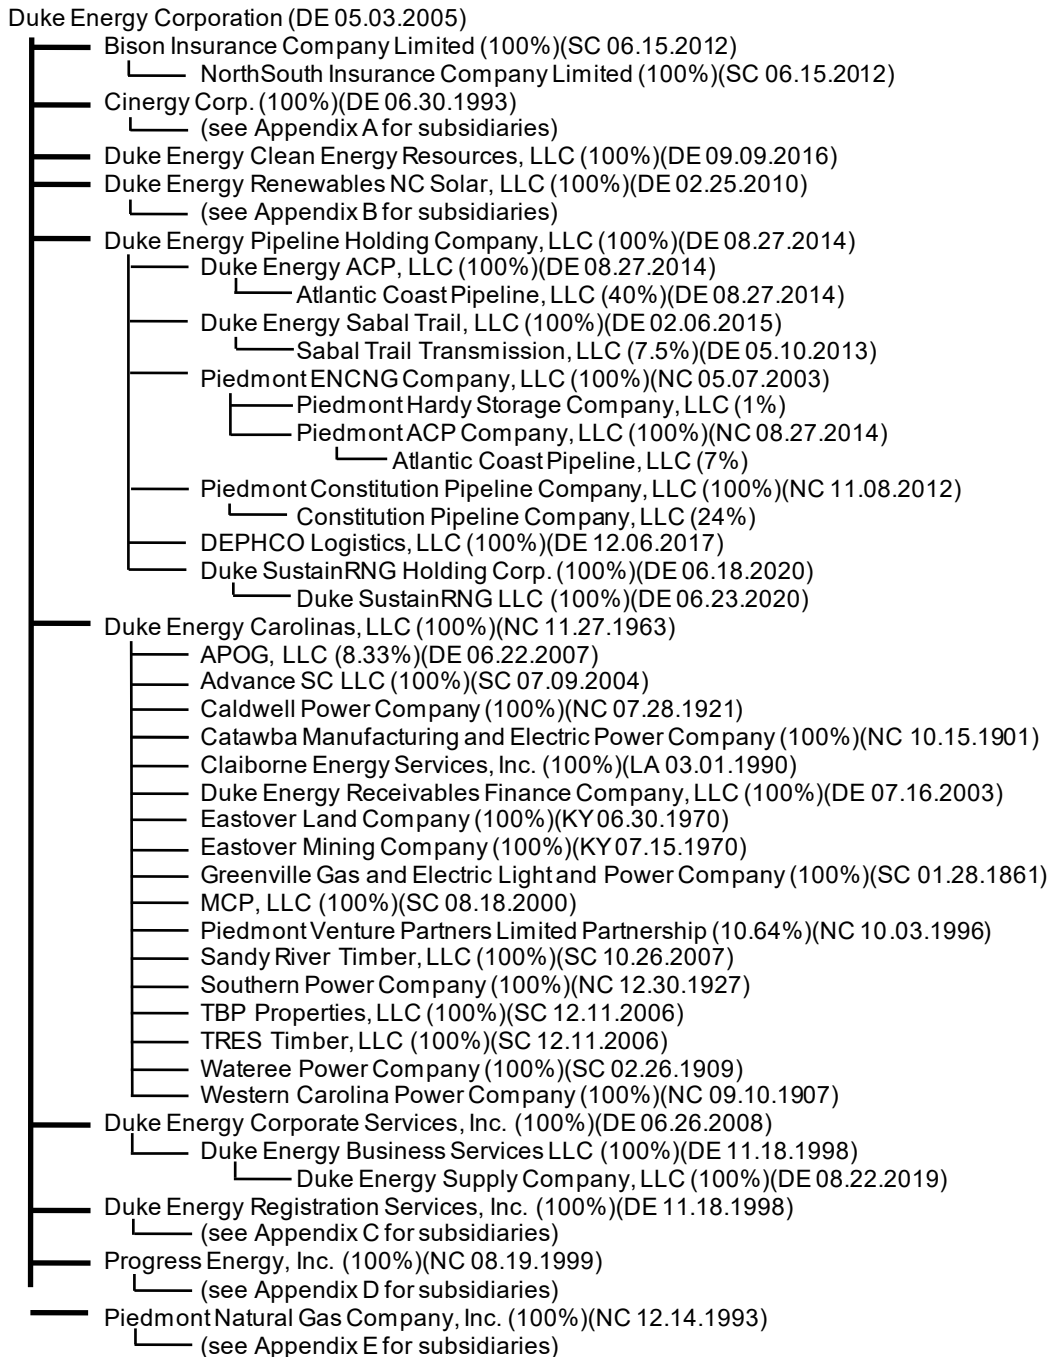 Duke Energy Corporation (DE 05.03.2005)
Bison Insurance Company Limited (100%)(SC 06.15.2012)
NorthSouth Insurance Company Limited (100%)(SC 06.15.2012)
Cinergy Corp. (100%)(DE 06.30.1993)
(see Appendix A for subsidiaries)
Duke Energy Clean Energy Resources, LLC (100%)(DE 09.09.2016)
Duke Energy Renewables NC Solar, LLC (100%)(DE 02.25.2010)
(see Appendix B for subsidiaries)
Duke Energy Pipeline Holding Company, LLC (100%)(DE 08.27.2014)
Duke Energy ACP, LLC (100%)(DE 08.27.2014)
Atlantic Coast Pipeline, LLC (40%)(DE 08.27.2014)
Duke Energy Sabal Trail, LLC (100%)(DE 02.06.2015)
Sabal Trail Transmission, LLC (7.5%)(DE 05.10.2013)
Piedmont ENCNG Company, LLC (100%)(NC 05.07.2003)
Piedmont Hardy Storage Company, LLC (1%)
Piedmont ACP Company, LLC (100%)(NC 08.27.2014)
Atlantic Coast Pipeline, LLC (7%)
Piedmont Constitution Pipeline Company, LLC (100%)(NC 11.08.2012)
Constitution Pipeline Company, LLC (24%)
DEPHCO Logistics, LLC (100%)(DE 12.06.2017)
Duke SustainRNG Holding Corp. (100%)(DE 06.18.2020)
Duke SustainRNG LLC (100%)(DE 06.23.2020)
Duke Energy Carolinas, LLC (100%)(NC 11.27.1963)
APOG, LLC (8.33%)(DE 06.22.2007)
Advance SC LLC (100%)(SC 07.09.2004)
Caldwell Power Company (100%)(NC 07.28.1921)
Catawba Manufacturing and Electric Power Company (100%)(NC 10.15.1901)
Claiborne Energy Services, Inc. (100%)(LA 03.01.1990)
Duke Energy Receivables Finance Company, LLC (100%)(DE 07.16.2003)
Eastover Land Company (100%)(KY 06.30.1970)
Eastover Mining Company (100%)(KY 07.15.1970)
Greenville Gas and Electric Light and Power Company (100%)(SC 01.28.1861)
MCP, LLC (100%)(SC 08.18.2000)
Piedmont Venture Partners Limited Partnership (10.64%)(NC 10.03.1996)
Sandy River Timber, LLC (100%)(SC 10.26.2007)
Southern Power Company (100%)(NC 12.30.1927)
TBP Properties, LLC (100%)(SC 12.11.2006)
TRES Timber, LLC (100%)(SC 12.11.2006)
Wateree Power Company (100%)(SC 02.26.1909)
Western Carolina Power Company (100%)(NC 09.10.1907)
Duke Energy Corporate Services, Inc. (100%)(DE 06.26.2008)
Duke Energy Business Services LLC (100%)(DE 11.18.1998)
Duke Energy Supply Company, LLC (100%)(DE 08.22.2019)
Duke Energy Registration Services, Inc. (100%)(DE 11.18.1998)
(see Appendix C for subsidiaries)
Progress Energy, Inc. (100%)(NC 08.19.1999)
(see Appendix D for subsidiaries)
Piedmont Natural Gas Company, Inc. (100%)(NC 12.14.1993)
(see Appendix E for subsidiaries)